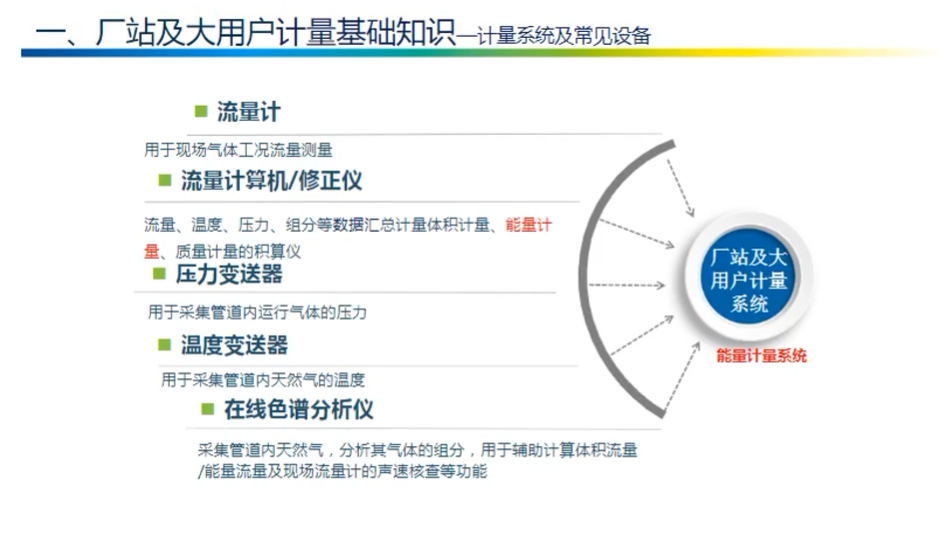 一、厂站及大用户计量基础知识—计量系统及常见设备
流量计
用于现场气体工况流量测量
流量计算机/修正仪
流量、温度、压力、组分等数据汇总计量体积计量、能量计
量、质量计量的积算仪
压力变送器
用于采集管道内运行气体的压力
温度变送器
用于采集管道内天然气的温度
在线色谱分析仪
采集管道内天然气，分析其气体的组分，用于辅助计算体积流量
/能量流量及现场流量计的声速核查等功能
厂站及大
用户计量
系统
能量计量系统